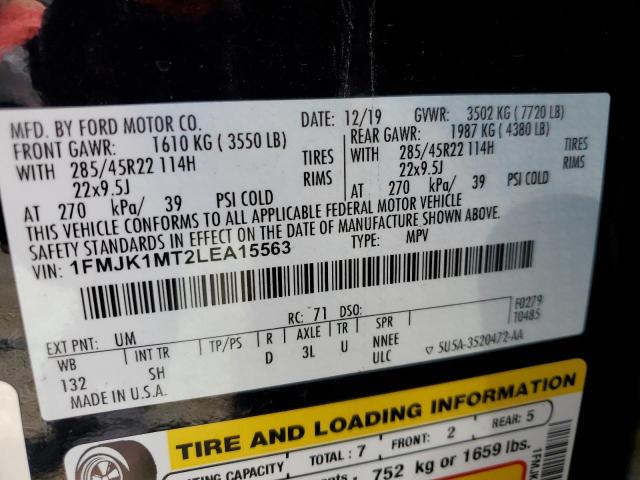 MFD. BY FORD MOTOR CO. DATE: 12/19 GVWR: 3502 KG ( 7720 LB)
FRONT GAWR: 1610 KG ( 3550 LB) REAR GAWR: 1987 KG ( 4380 LB)
WITH 285/45R22 114H TIRES 285/45R22 114H TIRES
22x9.5J RIMS 22x9.5J RIMS
AT 270 kPa/ 39 PSI COLD AT 270 kPa/ 39 PSI COLD
THIS VEHICLE CONFORMS TO ALL APPLICABLE FEDERAL MOTOR VEHICLE
SAFETY STANDARDS IN EFFECT ON THE DATE OF MANUFACTURE SHOWN ABOVE.
VIN: 1FMJK1MT2LEA15563 TYPE: MPV
F0279
T0485
RC: 71 DSO:
EXT PNT: UM
WB INT TR TP/PS R AXLE TR SPR
132 SH D 3L U NNEE
ULC ▽ 5U5A-3520472-AA
MADE IN U.S.A.
TIRE AND LOADING INFORMATION
CAPACITY TOTAL : 7 FRONT: 2 REAR: 5
752 kg or 1659 lbs.